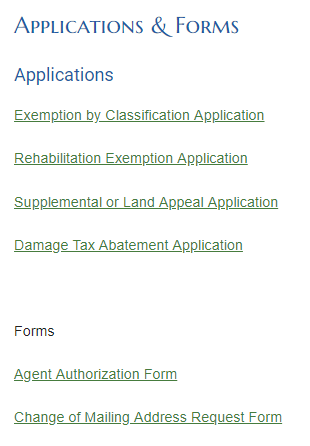 Applications & Forms
Applications
Exemption by Classification Application
Rehabilitation Exemption Application
Supplemental or Land Appeal Application
Damage Tax Abatement Application
Forms
Agent Authorization Form
Change of Mailing Address Request Form